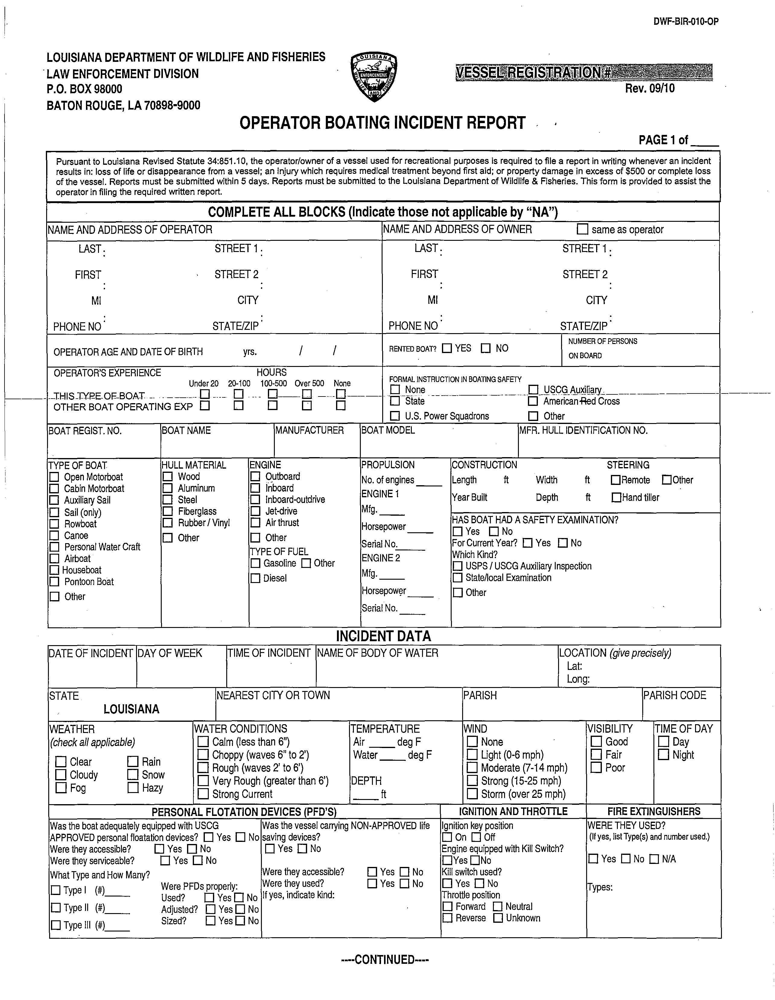 DWF-BIR-010-OP
LOUISIANA DEPARTMENT OF WILDLIFE AND FISHERIES
LAW ENFORCEMENT DIVISION
P.O. BOX 98000
BATON ROUGE, LA 70898-9000
LOUISIANA
ENFORCEMENT
WILDLIFE AND FISHERIES
VESSEL REGISTRATION #
Rev. 09/10
OPERATOR BOATING INCIDENT REPORT
PAGE 1 of ____
Pursuant to Louisiana Revised Statute 34:851.10, the operator/owner of a vessel used for recreational purposes is required to file a report in writing whenever an incident
results in: loss of life or disappearance from a vessel; an injury which requires medical treatment beyond first aid; or property damage in excess of $500 or complete loss
of the vessel. Reports must be submitted within 5 days. Reports must be submitted to the Louisiana Department of Wildlife & Fisheries. This form is provided to assist the
operator in filing the required written report.
COMPLETE ALL BLOCKS (Indicate those not applicable by “NA”)
NAME AND ADDRESS OF OPERATOR NAME AND ADDRESS OF OWNER ☐ same as operator
LAST: STREET 1: LAST: STREET 1:
FIRST : STREET 2 : FIRST : STREET 2 :
MI : CITY : MI : CITY :
PHONE NO STATE/ZIP PHONE NO STATE/ZIP
OPERATOR AGE AND DATE OF BIRTH yrs. / / RENTED BOAT? ☐ YES ☐ NO NUMBER OF PERSONS
ON BOARD
OPERATOR'S EXPERIENCE HOURS
Under 20 20-100 100-500 Over 500 None
THIS TYPE OF BOAT ☐ ☐ ☐ ☐ ☐
OTHER BOAT OPERATING EXP ☐ ☐ ☐ ☐ ☐
FORMAL INSTRUCTION IN BOATING SAFETY
☐ None ☐ USCG Auxiliary
☐ State ☐ American Red Cross
☐ U.S. Power Squadrons ☐ Other
BOAT REGIST. NO. BOAT NAME MANUFACTURER BOAT MODEL MFR. HULL IDENTIFICATION NO.
TYPE OF BOAT
☐ Open Motorboat
☐ Cabin Motorboat
☐ Auxiliary Sail
☐ Sail (only)
☐ Rowboat
☐ Canoe
☐ Personal Water Craft
☐ Airboat
☐ Houseboat
☐ Pontoon Boat
☐ Other
HULL MATERIAL
☐ Wood
☐ Aluminum
☐ Steel
☐ Fiberglass
☐ Rubber / Vinyl
☐ Other
ENGINE
☐ Outboard
☐ Inboard
☐ Inboard-outdrive
☐ Jet-drive
☐ Air thrust
☐ Other
TYPE OF FUEL
☐ Gasoline ☐ Other
☐ Diesel
PROPULSION
No. of engines ____
ENGINE 1
Mfg. ____
Horsepower ____
Serial No. ____
ENGINE 2
Mfg. ____
Horsepower ____
Serial No. ____
CONSTRUCTION STEERING
Length ft Width ft ☐ Remote ☐ Other
Year Built Depth ft ☐ Hand tiller
HAS BOAT HAD A SAFETY EXAMINATION?
☐ Yes ☐ No
For Current Year? ☐ Yes ☐ No
Which Kind?
☐ USPS / USCG Auxiliary Inspection
☐ State/local Examination
☐ Other
INCIDENT DATA
DATE OF INCIDENT DAY OF WEEK TIME OF INCIDENT NAME OF BODY OF WATER LOCATION (give precisely)
Lat:
Long:
STATE NEAREST CITY OR TOWN PARISH PARISH CODE
LOUISIANA
WEATHER
(check all applicable)
☐ Clear ☐ Rain
☐ Cloudy ☐ Snow
☐ Fog ☐ Hazy
WATER CONDITIONS
☐ Calm (less than 6”)
☐ Choppy (waves 6” to 2')
☐ Rough (waves 2' to 6')
☐ Very Rough (greater than 6')
☐ Strong Current
TEMPERATURE
Air ____ deg F
Water ____ deg F
DEPTH
____ ft
WIND
☐ None
☐ Light (0-6 mph)
☐ Moderate (7-14 mph)
☐ Strong (15-25 mph)
☐ Storm (over 25 mph)
VISIBILITY
☐ Good
☐ Fair
☐ Poor
TIME OF DAY
☐ Day
☐ Night
PERSONAL FLOTATION DEVICES (PFD'S) IGNITION AND THROTTLE FIRE EXTINGUISHERS
Was the boat adequately equipped with USCG
APPROVED personal floatation devices? ☐ Yes ☐ No
Were they accessible? ☐ Yes ☐ No
Were they serviceable? ☐ Yes ☐ No
What Type and How Many?
☐ Type I (#)____
☐ Type II (#)____
☐ Type III (#)____
Were PFDs properly:
Used? ☐ Yes ☐ No
Adjusted? ☐ Yes ☐ No
Sized? ☐ Yes ☐ No
Was the vessel carrying NON-APPROVED life
saving devices?
☐ Yes ☐ No
Were they accessible? ☐ Yes ☐ No
Were they used? ☐ Yes ☐ No
If yes, indicate kind:
Ignition key position
☐ On ☐ Off
Engine equipped with Kill Switch?
☐ Yes ☐ No
Kill switch used?
☐ Yes ☐ No
Throttle position
☐ Forward ☐ Neutral
☐ Reverse ☐ Unknown
WERE THEY USED?
(If yes, list Type(s) and number used.)
☐ Yes ☐ No ☐ N/A
Types:
----CONTINUED----